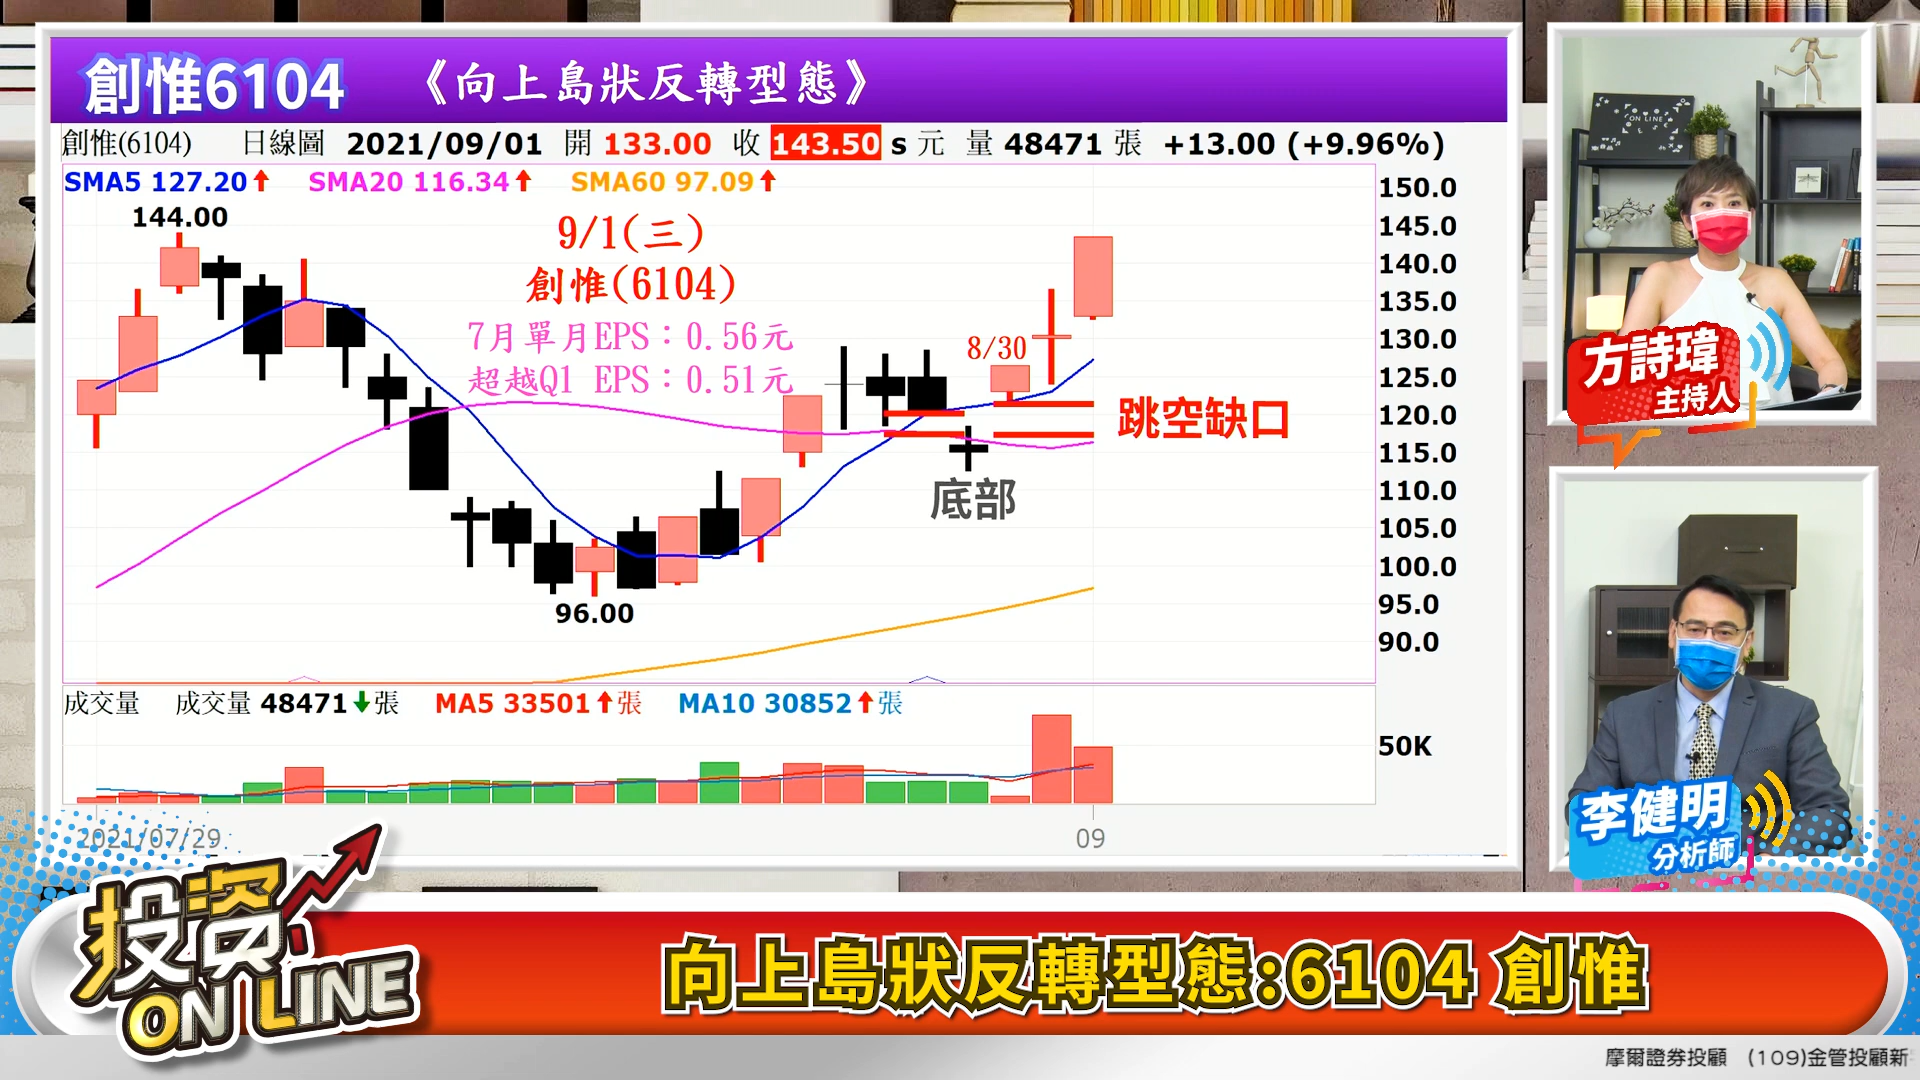 創惟6104 《向上島狀反轉型態》
創惟(6104) 日線圖 2021/09/01 開 133.00 收 143.50 s 元 量 48471 張 +13.00 (+9.96%)
SMA5 127.20↑ SMA20 116.34↑ SMA60 97.09↑
144.00
9/1(三)
創惟(6104)
7月單月EPS：0.56元
超越Q1 EPS：0.51元
8/30
跳空缺口
底部
96.00
150.0
145.0
140.0
135.0
130.0
125.0
120.0
115.0
110.0
105.0
100.0
95.0
90.0
成交量 成交量 48471↓張 MA5 33501↑張 MA10 30852↑張
50K
2021/07/29
09
ON LINE
方詩瑋
主持人
李健明
分析師
投資
ON LINE
向上島狀反轉型態:6104 創惟
摩爾證券投顧 (109)金管投顧新